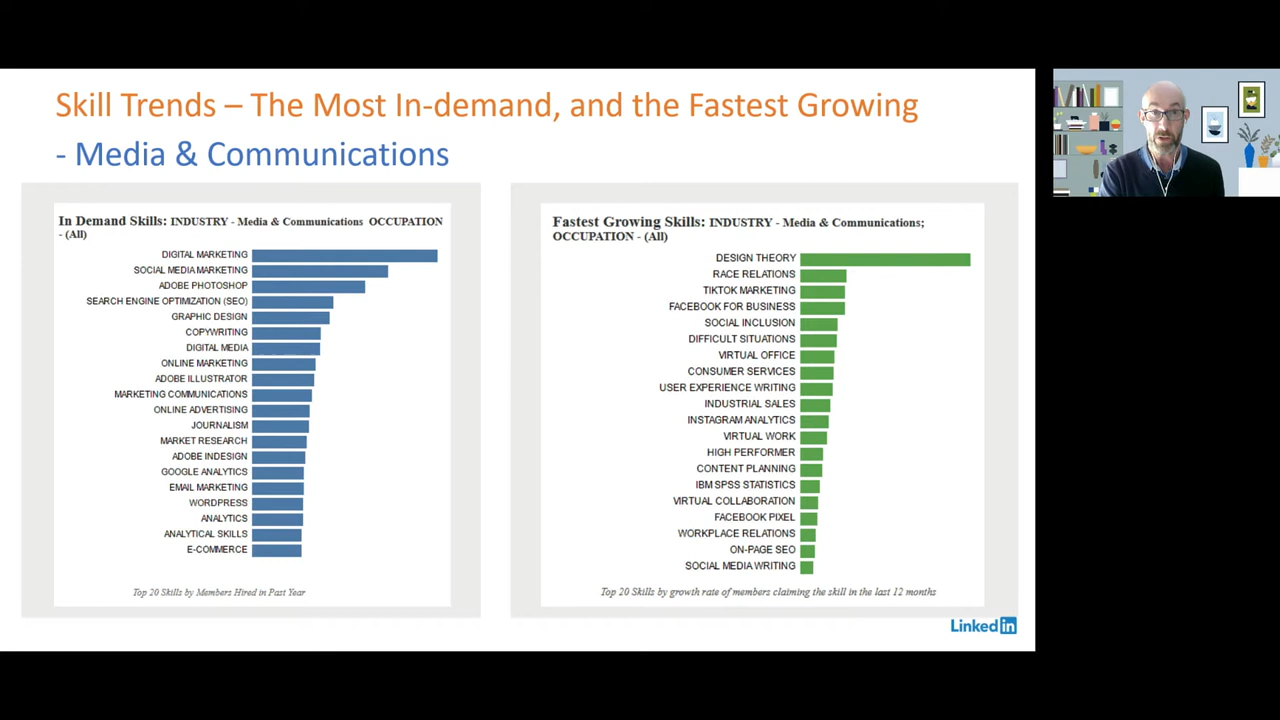 Skill Trends – The Most In-demand, and the Fastest Growing
- Media & Communications
In Demand Skills: INDUSTRY - Media & Communications OCCUPATION
- (All)
DIGITAL MARKETING
SOCIAL MEDIA MARKETING
ADOBE PHOTOSHOP
SEARCH ENGINE OPTIMIZATION (SEO)
GRAPHIC DESIGN
COPYWRITING
DIGITAL MEDIA
ONLINE MARKETING
ADOBE ILLUSTRATOR
MARKETING COMMUNICATIONS
ONLINE ADVERTISING
JOURNALISM
MARKET RESEARCH
ADOBE INDESIGN
GOOGLE ANALYTICS
EMAIL MARKETING
WORDPRESS
ANALYTICS
ANALYTICAL SKILLS
E-COMMERCE
Top 20 Skills by Members Hired in Past Year
Fastest Growing Skills: INDUSTRY - Media & Communications;
OCCUPATION - (All)
DESIGN THEORY
RACE RELATIONS
TIKTOK MARKETING
FACEBOOK FOR BUSINESS
SOCIAL INCLUSION
DIFFICULT SITUATIONS
VIRTUAL OFFICE
CONSUMER SERVICES
USER EXPERIENCE WRITING
INDUSTRIAL SALES
INSTAGRAM ANALYTICS
VIRTUAL WORK
HIGH PERFORMER
CONTENT PLANNING
IBM SPSS STATISTICS
VIRTUAL COLLABORATION
FACEBOOK PIXEL
WORKPLACE RELATIONS
ON-PAGE SEO
SOCIAL MEDIA WRITING
Top 20 Skills by growth rate of members claiming the skill in the last 12 months
LinkedIn